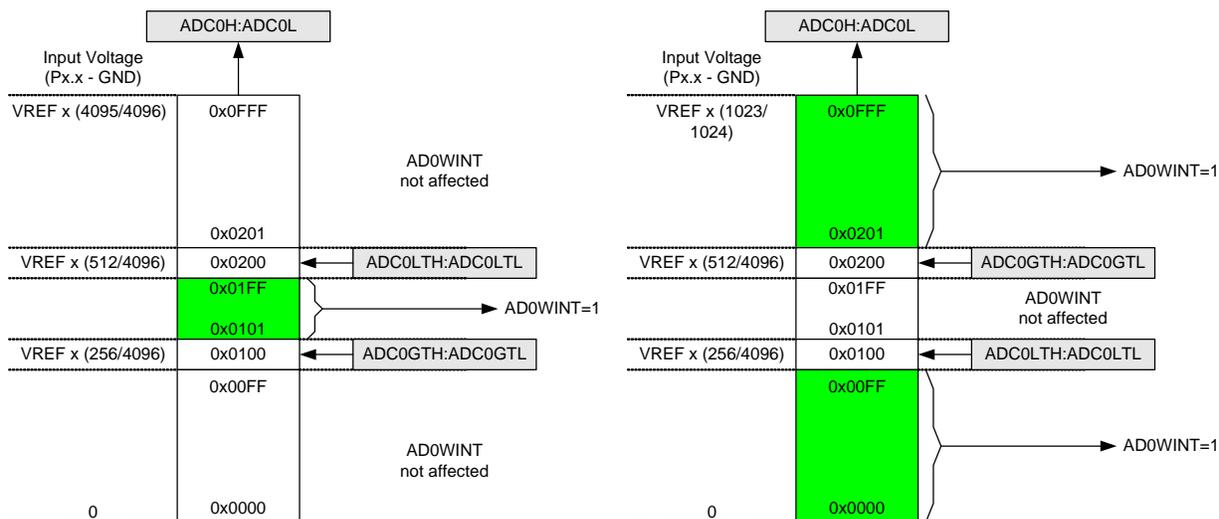 ADC0H:ADC0L
Input Voltage
(Px.x - GND)
VREF x (4095/4096)
0x0FFF
AD0WINT
not affected
0x0201
VREF x (512/4096)
0x0200
ADC0LTH:ADC0LTL
0x01FF
AD0WINT=1
0x0101
VREF x (256/4096)
0x0100
ADC0GTH:ADC0GTL
0x00FF
AD0WINT
not affected
0
0x0000
ADC0H:ADC0L
Input Voltage
(Px.x - GND)
VREF x (1023/
1024)
0x0FFF
AD0WINT=1
0x0201
VREF x (512/4096)
0x0200
ADC0GTH:ADC0GTL
0x01FF
AD0WINT
not affected
0x0101
VREF x (256/4096)
0x0100
ADC0LTH:ADC0LTL
0x00FF
AD0WINT=1
0
0x0000